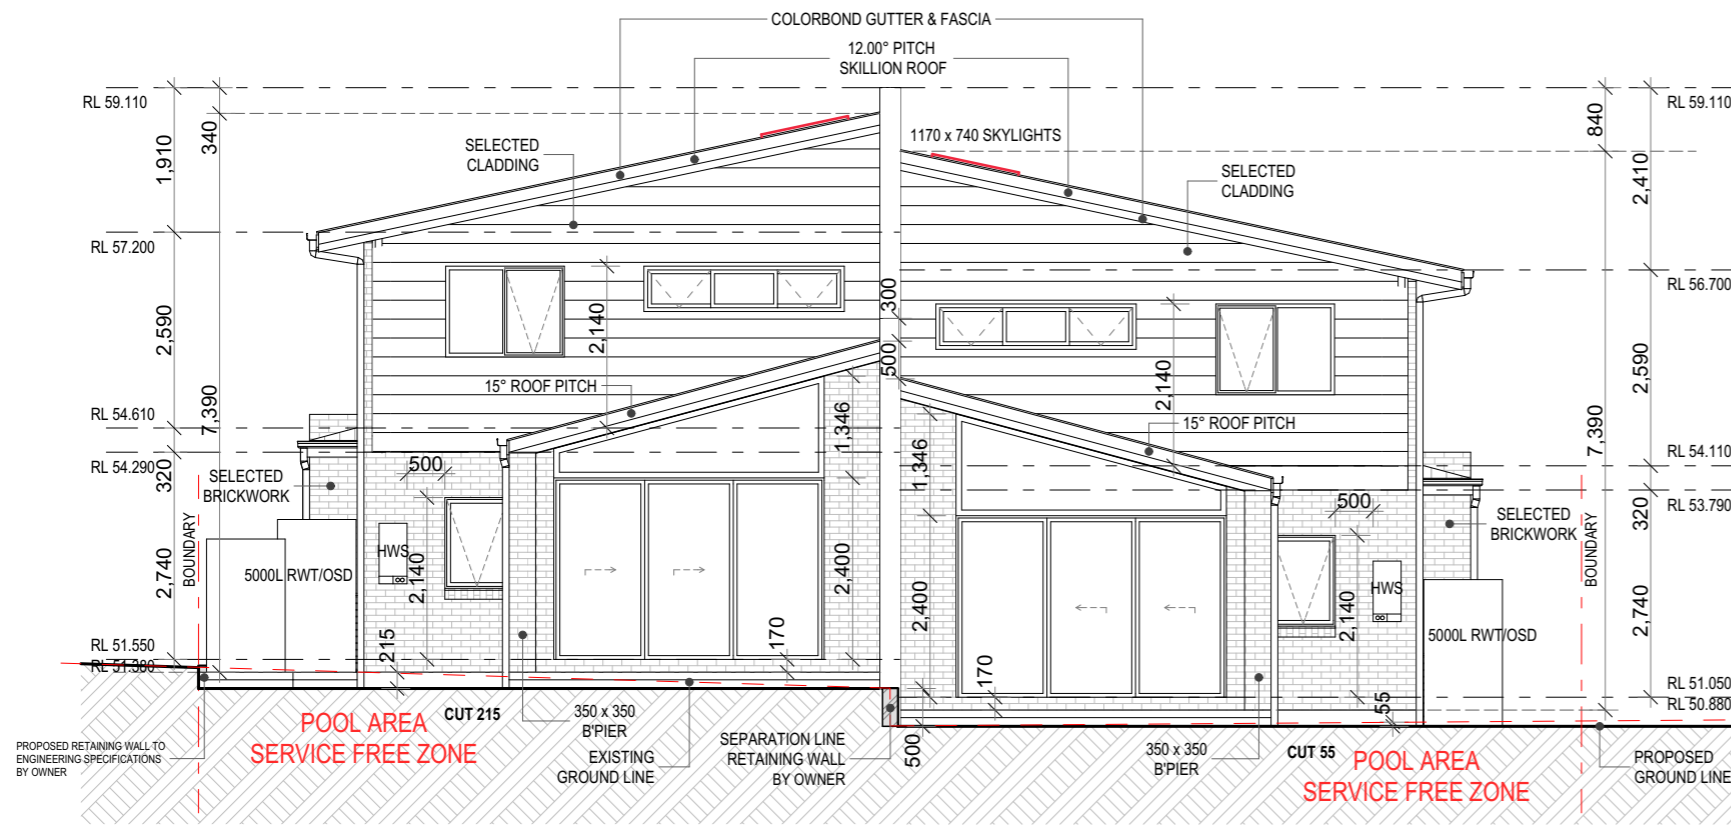 COLORBOND GUTTER & FASCIA
12.00° PITCH
SKILLION ROOF
RL 59.110
RL 59.110
340
840
1,910
2,410
SELECTED
CLADDING
1170 x 740 SKYLIGHTS
SELECTED
CLADDING
RL 57.200
RL 56.700
2,590
2,140
300
500
2,140
2,590
15° ROOF PITCH
15° ROOF PITCH
RL 54.610
7,390
7,390
RL 54.110
RL 54.290
320
SELECTED
BRICKWORK
500
1,346
1,346
500
SELECTED
BRICKWORK
320
RL 53.790
BOUNDARY
BOUNDARY
2,740
5000L RWT/OSD
HWS
2,140
2,400
2,400
2,140
HWS
5000L RWT/OSD
2,740
RL 51.550
RL 51.380
215
170
170
55
RL 51.050
RL 50.880
POOL AREA
SERVICE FREE ZONE
CUT 215
350 x 350
B'PIER
EXISTING
GROUND LINE
SEPARATION LINE
RETAINING WALL
BY OWNER
500
350 x 350
B'PIER
CUT 55
POOL AREA
SERVICE FREE ZONE
PROPOSED
GROUND LINE
PROPOSED RETAINING WALL TO
ENGINEERING SPECIFICATIONS
BY OWNER